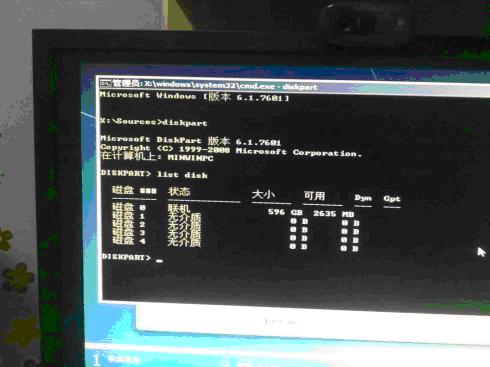 管理员: X:\windows\system32\cmd.exe - diskpart
Microsoft Windows [版本 6.1.7601]
X:\Sources>diskpart
Microsoft DiskPart 版本 6.1.7601
Copyright (C) 1999-2008 Microsoft Corporation.
在计算机上: MININWPC
DISKPART> list disk
磁盘 ### 状态 大小 可用 Dyn Gpt
磁盘 0 联机 596 GB 2635 MB
磁盘 1 无介质 0 B 0 B
磁盘 2 无介质 0 B 0 B
磁盘 3 无介质 0 B 0 B
磁盘 4 无介质 0 B 0 B
DISKPART> _